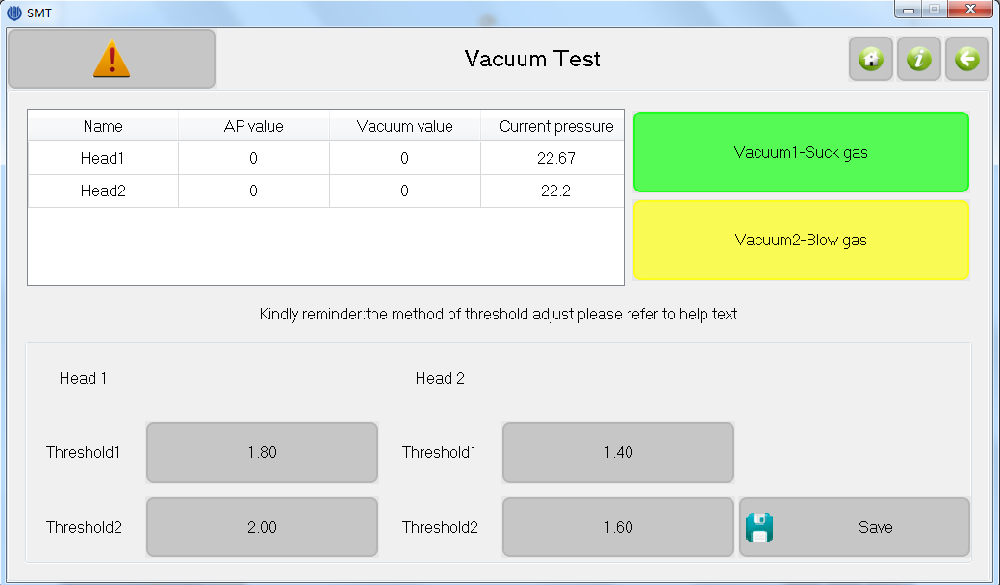 SMT
Vacuum Test
Name AP value Vacuum value Current pressure
Head1 0 0 22.67
Head2 0 0 22.2
Vacuum1-Suck gas
Vacuum2-Blow gas
Kindly reminder:the method of threshold adjust please refer to help text
Head 1 Head 2
Threshold1 1.80 Threshold1 1.40
Threshold2 2.00 Threshold2 1.60 Save